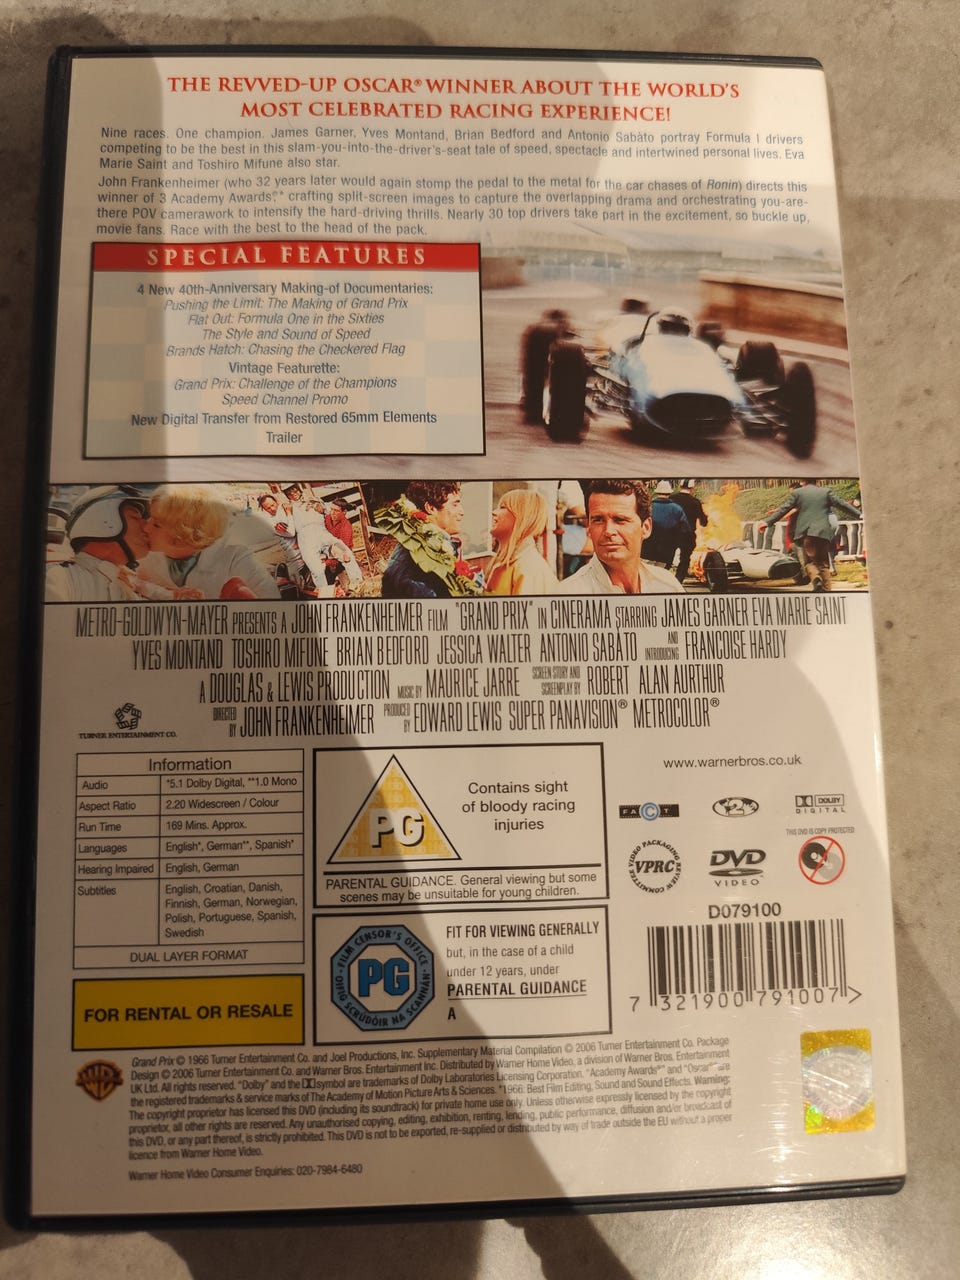 THE REVVED-UP OSCAR® WINNER ABOUT THE WORLD'S
MOST CELEBRATED RACING EXPERIENCE!
Nine races. One champion. James Garner, Yves Montand, Brian Bedford and Antonio Sabàto portray Formula 1 drivers
competing to be the best in this slam-you-into-the-driver's-seat tale of speed, spectacle and intertwined personal lives. Eva
Marie Saint and Toshiro Mifune also star.
John Frankenheimer (who 32 years later would again stomp the pedal to the metal for the car chases of Ronin) directs this
winner of 3 Academy Awards®* crafting split-screen images to capture the overlapping drama and orchestrating you-are-
there POV camerawork to intensify the hard-driving thrills. Nearly 30 top drivers take part in the excitement, so buckle up,
movie fans. Race with the best to the head of the pack.
SPECIAL FEATURES
4 New 40th-Anniversary Making-of Documentaries:
Pushing the Limit: The Making of Grand Prix
Flat Out: Formula One in the Sixties
The Style and Sound of Speed
Brands Hatch: Chasing the Checkered Flag
Vintage Featurette:
Grand Prix: Challenge of the Champions
Speed Channel Promo
New Digital Transfer from Restored 65mm Elements
Trailer
METRO-GOLDWYN-MAYER PRESENTS A JOHN FRANKENHEIMER FILM "GRAND PRIX" IN CINERAMA STARRING JAMES GARNER EVA MARIE SAINT
YVES MONTAND TOSHIRO MIFUNE BRIAN BEDFORD JESSICA WALTER ANTONIO SABÀTO AND INTRODUCING FRANCOISE HARDY
A DOUGLAS & LEWIS PRODUCTION MUSIC BY MAURICE JARRE SCREEN STORY AND SCREENPLAY BY ROBERT ALAN AURTHUR
DIRECTED BY JOHN FRANKENHEIMER PRODUCED BY EDWARD LEWIS SUPER PANAVISION® METROCOLOR®
TURNER ENTERTAINMENT CO.
Information
Audio *5.1 Dolby Digital, **1.0 Mono
Aspect Ratio 2.20 Widescreen / Colour
Run Time 169 Mins. Approx.
Languages English*, German**, Spanish*
Hearing Impaired English, German
Subtitles English, Croatian, Danish,
Finnish, German, Norwegian,
Polish, Portuguese, Spanish,
Swedish
DUAL LAYER FORMAT
FOR RENTAL OR RESALE
PG
Contains sight
of bloody racing
injuries
PARENTAL GUIDANCE. General viewing but some
scenes may be unsuitable for young children.
FILM CENSOR'S OFFICE
PG
OIFIG SCRÚDÓIR NA SCANNÁN
FIT FOR VIEWING GENERALLY
but, in the case of a child
under 12 years, under
PARENTAL GUIDANCE
A
www.warnerbros.co.uk
FACT
2
DOLBY
DIGITAL
THIS DVD IS COPY PROTECTED
VIDEO PACKAGING REVIEW COMMITTEE
VPRC
DVD
VIDEO
D079100
7 321900 791007 >
WB
Grand Prix © 1966 Turner Entertainment Co. and Joel Productions, Inc. Supplementary Material Compilation © 2006 Turner Entertainment Co. Package
Design © 2006 Turner Entertainment Co. and Warner Bros. Entertainment Inc. Distributed by Warner Home Video, a division of Warner Bros. Entertainment
UK Ltd. All rights reserved. "Dolby" and the symbol are trademarks of Dolby Laboratories Licensing Corporation. "Academy Awards®" and "Oscar®" are
the registered trademarks & service marks of The Academy of Motion Picture Arts & Sciences. *1966: Best Film Editing, Sound and Sound Effects. Warning:
The copyright proprietor has licensed this DVD (including its soundtrack) for private home use only. Unless otherwise expressly licensed by the copyright
proprietor, all other rights are reserved. Any unauthorised copying, editing, exhibition, renting, lending, public performance, diffusion and/or broadcast of
this DVD, or any part thereof, is strictly prohibited. This DVD is not to be exported, re-supplied or distributed by way of trade outside the EU without a proper
licence from Warner Home Video.
Warner Home Video Consumer Enquiries: 020-7984-6480